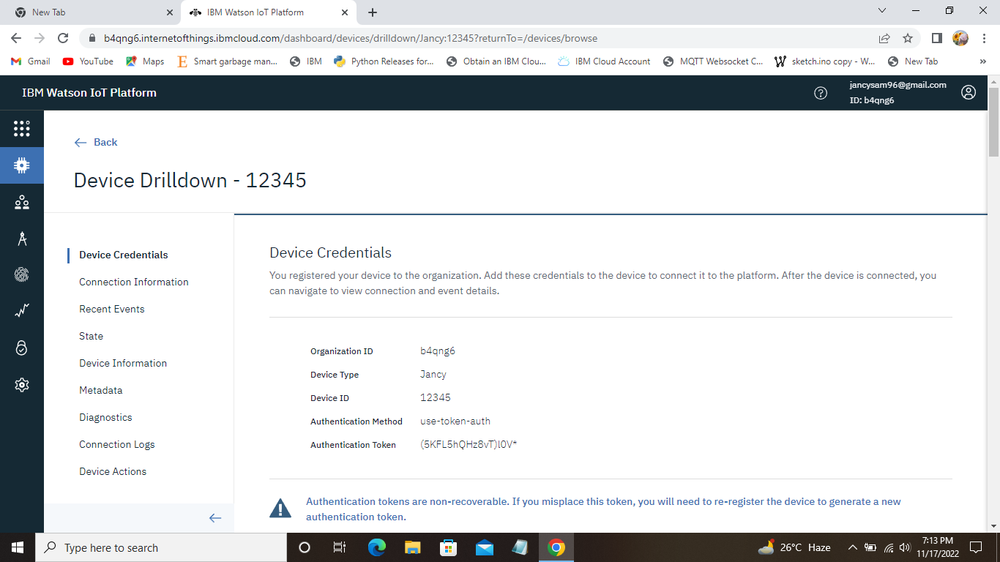 New Tab
IBM Watson IoT Platform
b4qng6.internetofthings.ibmcloud.com/dashboard/devices/drilldown/Jancy:12345?returnTo=/devices/browse
Gmail YouTube Maps Smart garbage man... IBM Python Releases for... Obtain an IBM Clou... IBM Cloud Account MQTT Websocket C... sketch.ino copy - W... New Tab »
IBM Watson IoT Platform
jancysam96@gmail.com
ID: b4qng6
Back
Device Drilldown - 12345
Device Credentials
Connection Information
Recent Events
State
Device Information
Metadata
Diagnostics
Connection Logs
Device Actions
Device Credentials
You registered your device to the organization. Add these credentials to the device to connect it to the platform. After the device is connected, you
can navigate to view connection and event details.
Organization ID b4qng6
Device Type Jancy
Device ID 12345
Authentication Method use-token-auth
Authentication Token (5KFL5hQHz8vT)l0V*
Authentication tokens are non-recoverable. If you misplace this token, you will need to re-register the device to generate a new
authentication token.
Type here to search
26°C Haze
7:13 PM
11/17/2022